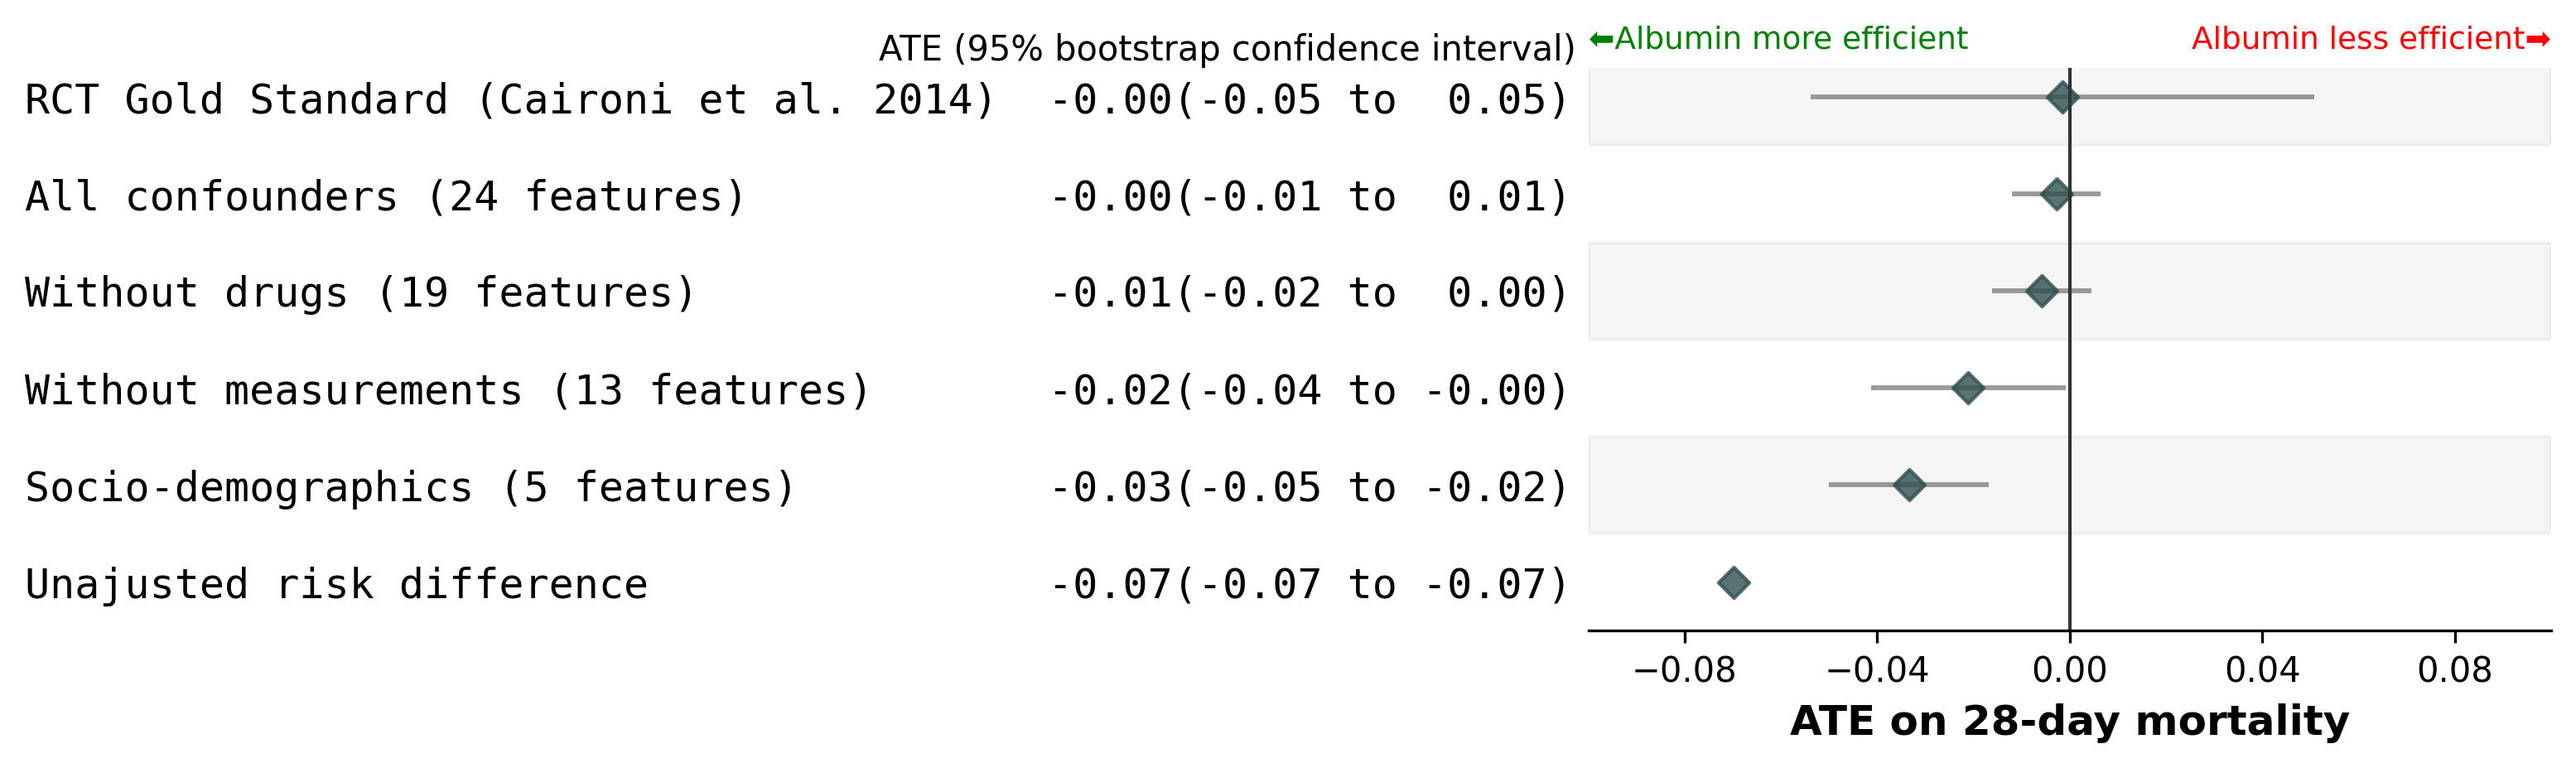 ATE (95% bootstrap confidence interval) ⬅Albumin more efficient Albumin less efficient➡
RCT Gold Standard (Caironi et al. 2014) -0.00(-0.05 to 0.05)
All confounders (24 features) -0.00(-0.01 to 0.01)
Without drugs (19 features) -0.01(-0.02 to 0.00)
Without measurements (13 features) -0.02(-0.04 to -0.00)
Socio-demographics (5 features) -0.03(-0.05 to -0.02)
Unajusted risk difference -0.07(-0.07 to -0.07)
−0.08 −0.04 0.00 0.04 0.08
ATE on 28-day mortality